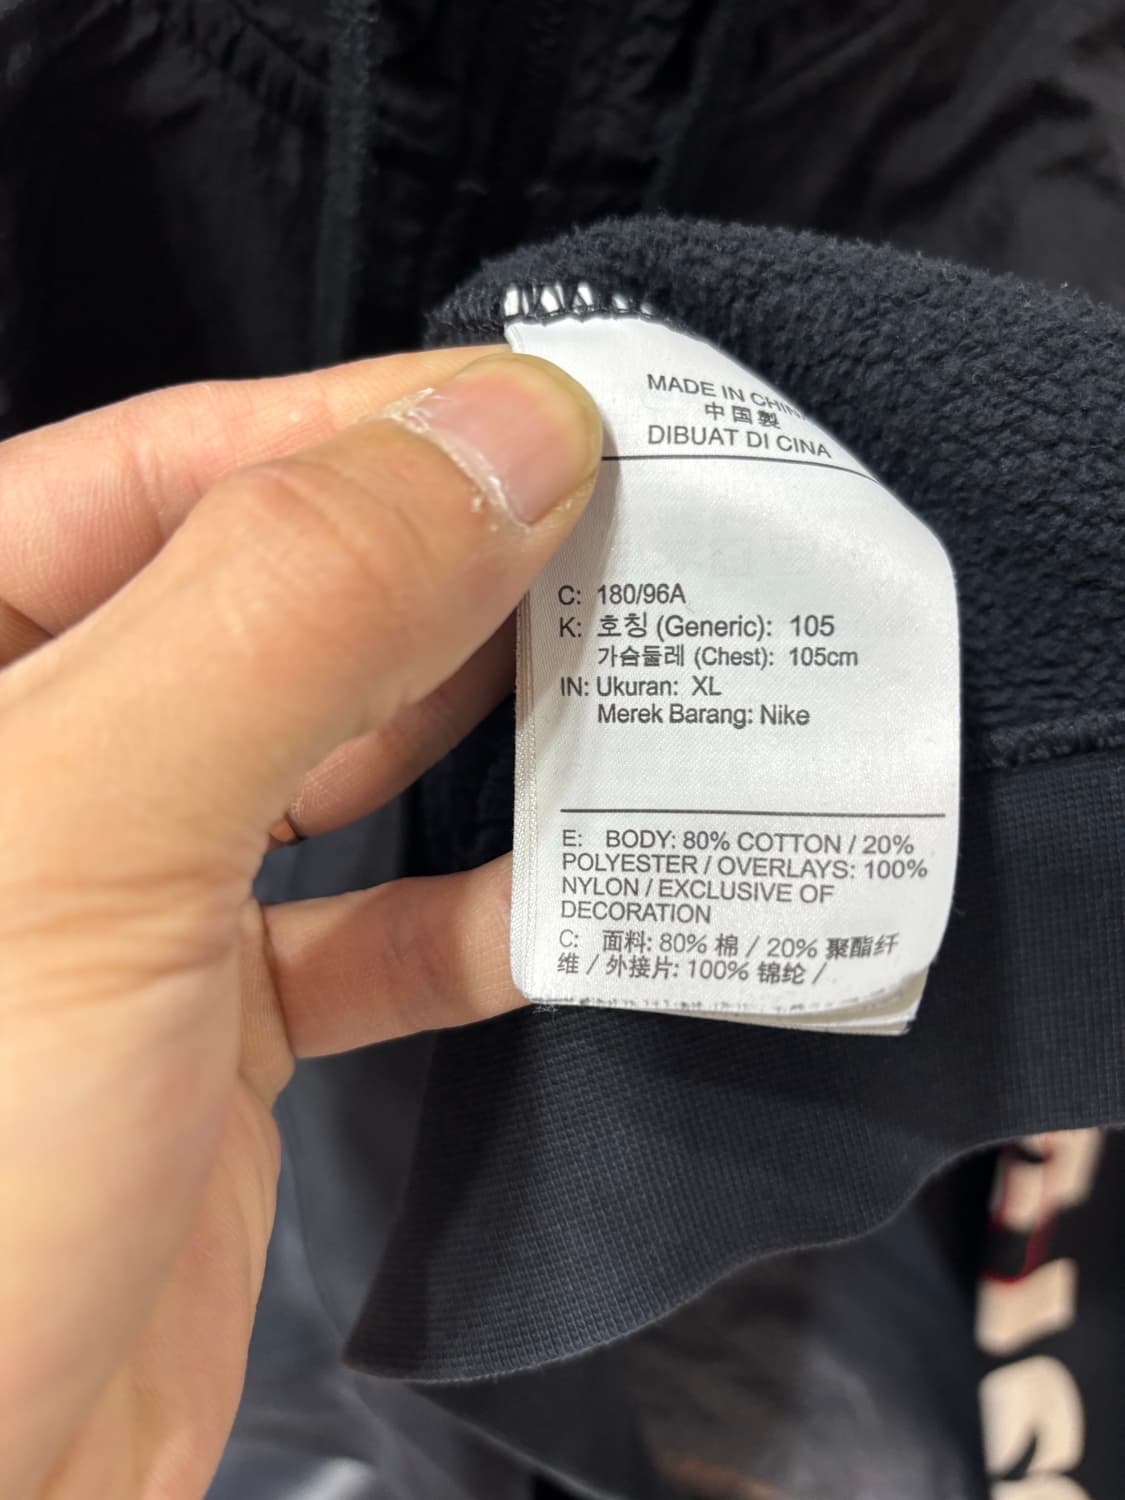 MADE IN CHIN
中国製
DIBUAT DI CINA
C: 180/96A
K: 호칭 (Generic): 105
가슴둘레 (Chest): 105cm
IN: Ukuran: XL
Merek Barang: Nike
E: BODY: 80% COTTON / 20%
POLYESTER / OVERLAYS: 100%
NYLON / EXCLUSIVE OF
DECORATION
C: 面料: 80% 棉 / 20% 聚酯纤
维 / 外接片: 100% 锦纶 /